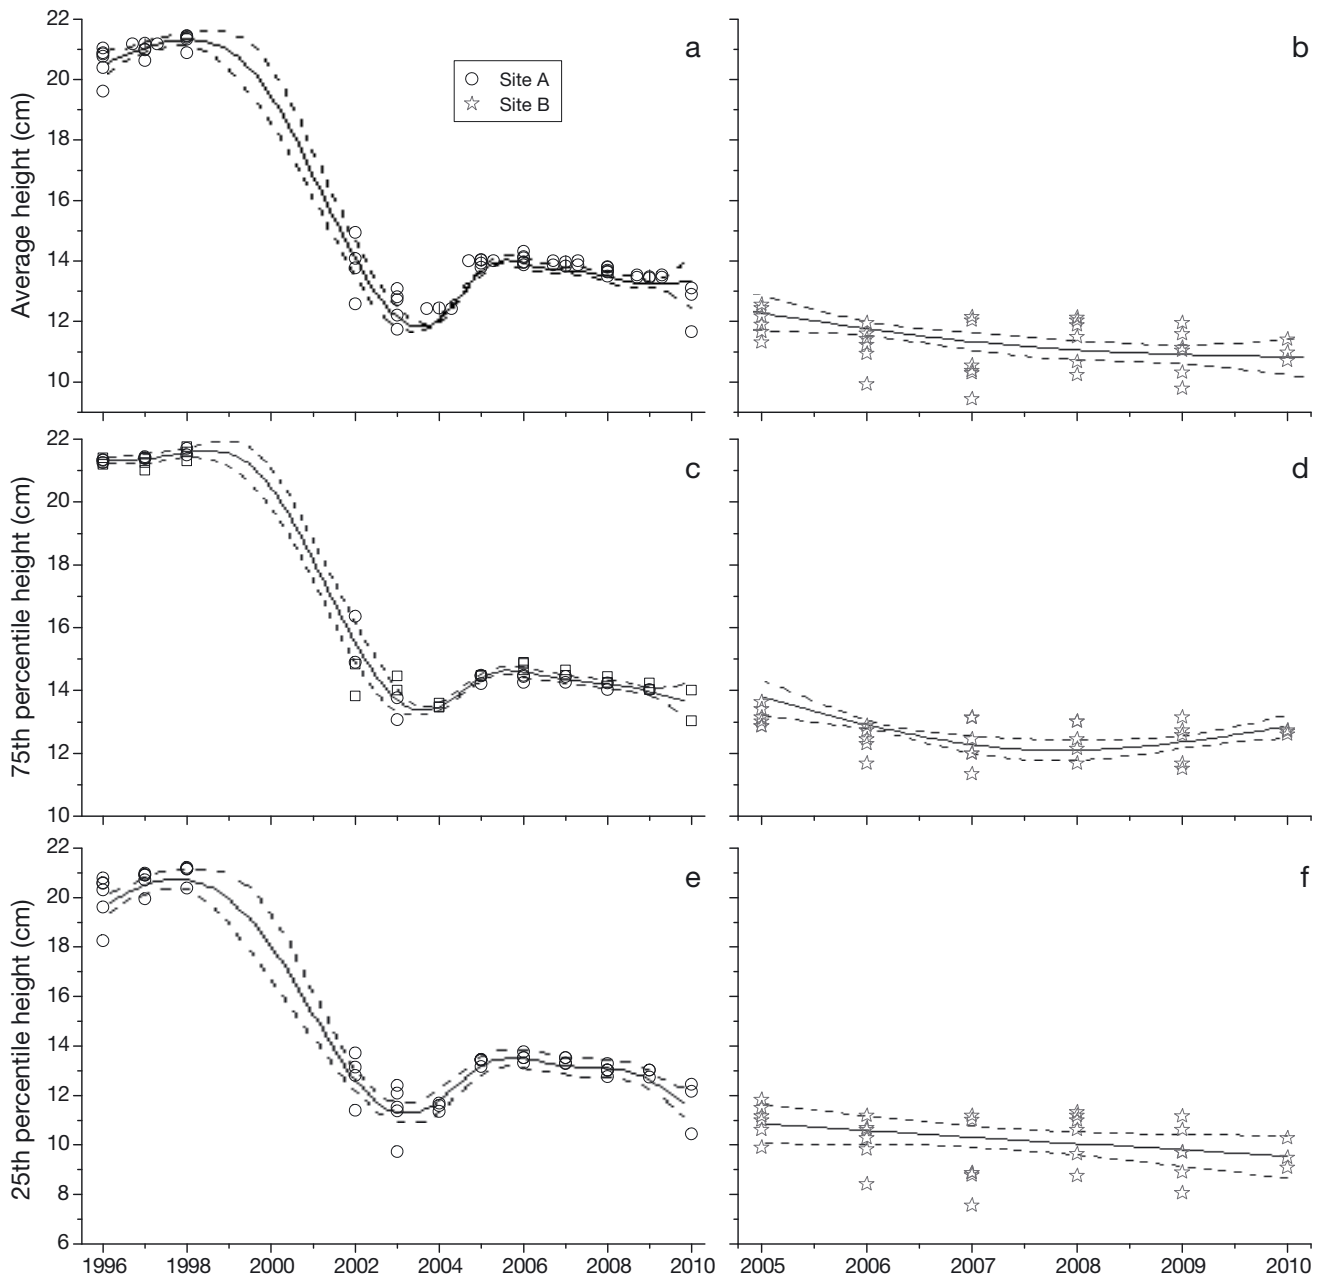 22
20
18
16
14
12
10
Average height (cm)
a
Site A
Site B
b
22
20
18
16
14
12
10
75th percentile height (cm)
c
d
22
20
18
16
14
12
10
8
6
25th percentile height (cm)
e
f
1996 1998 2000 2002 2004 2006 2008 2010
2005 2006 2007 2008 2009 2010